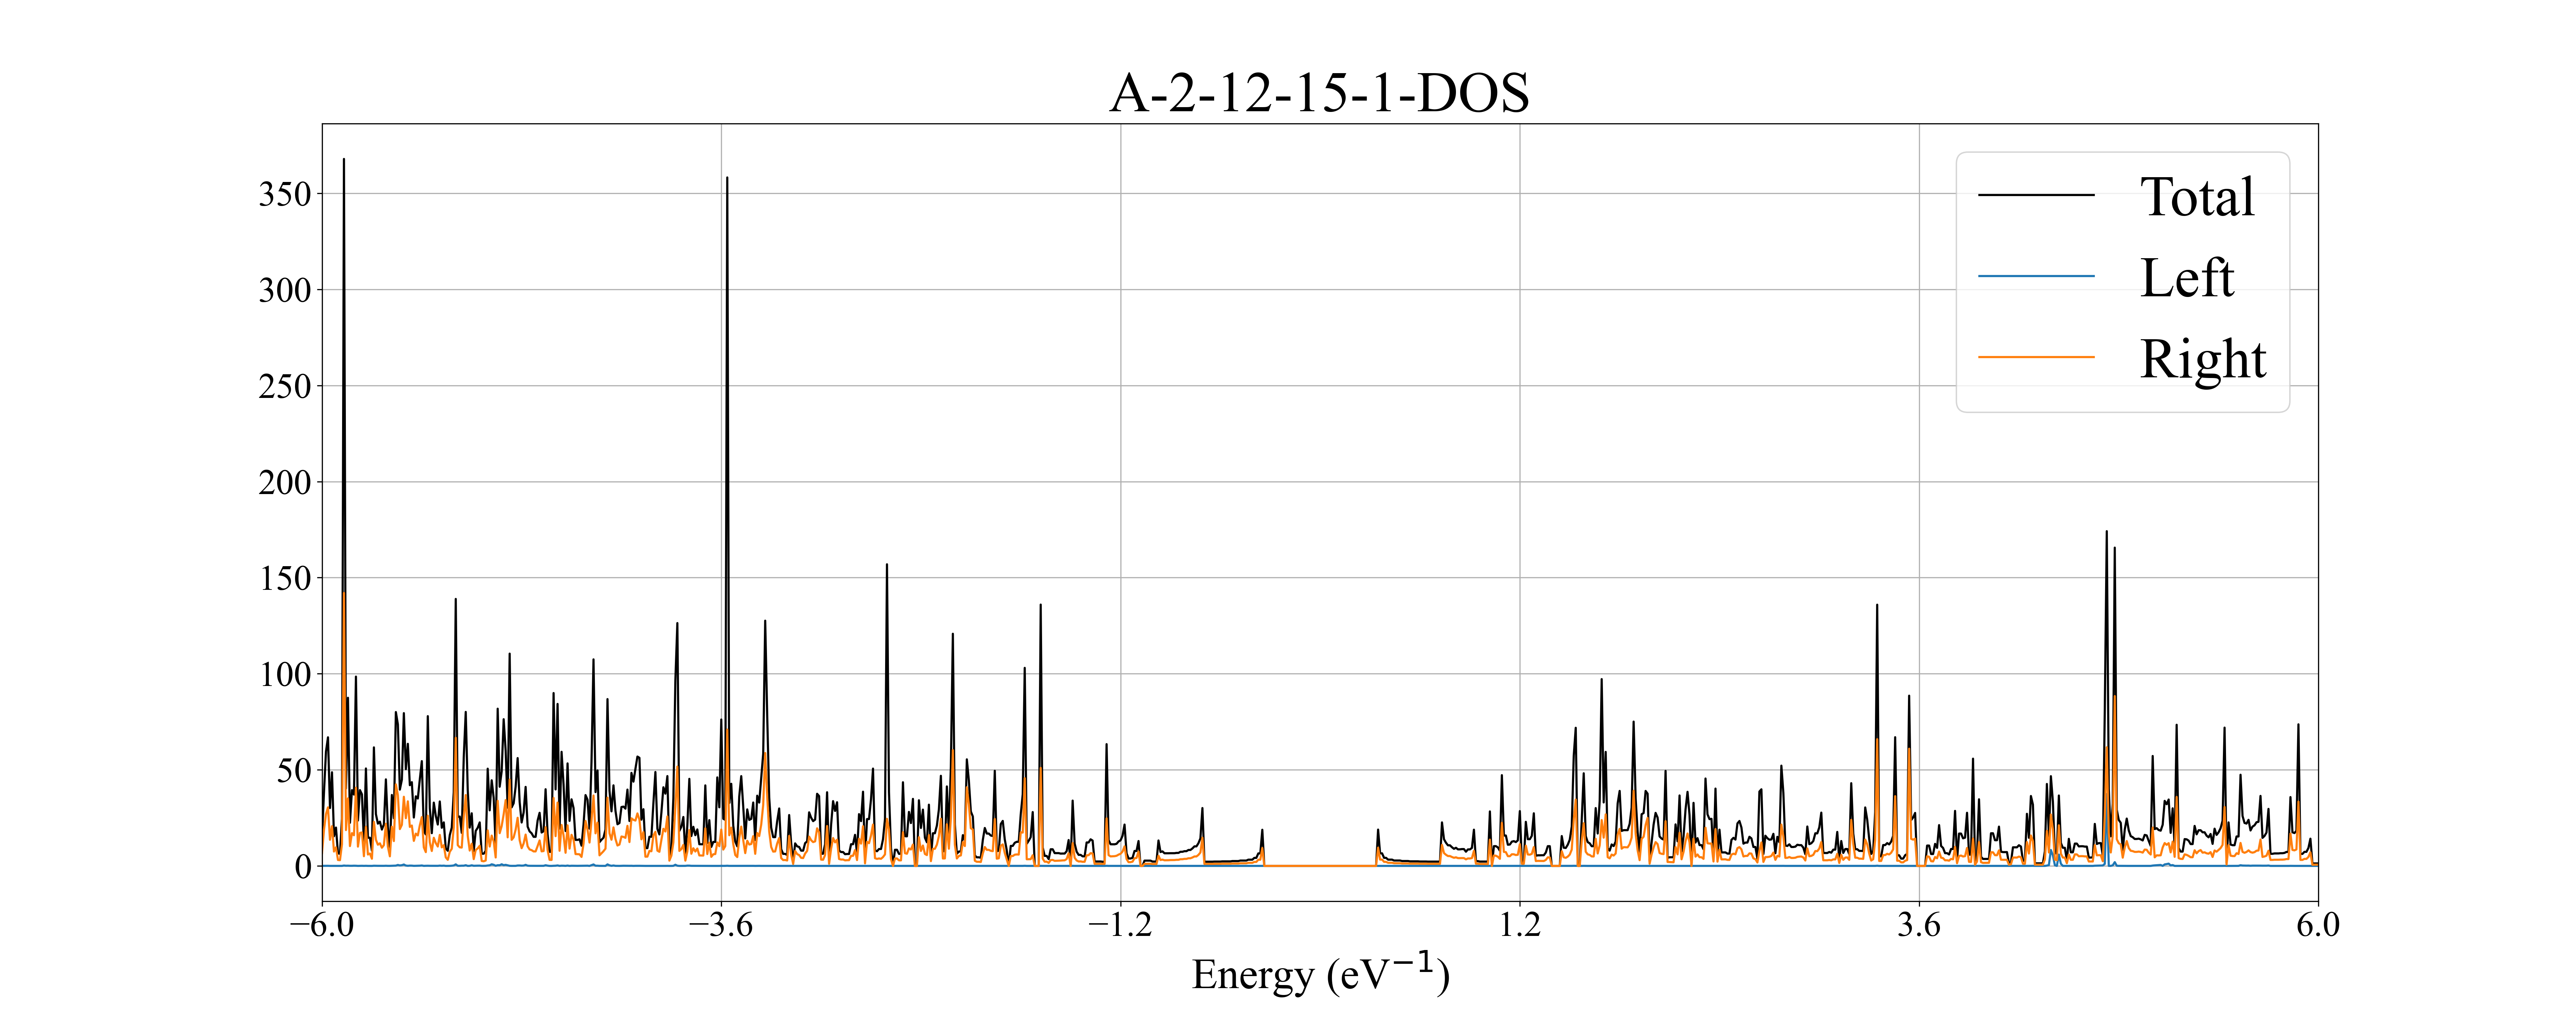 A-2-12-15-1-DOS
Total
Left
Right
350
300
250
200
150
100
50
0
−6.0 −3.6 −1.2 1.2 3.6 6.0
Energy (eV⁻¹)